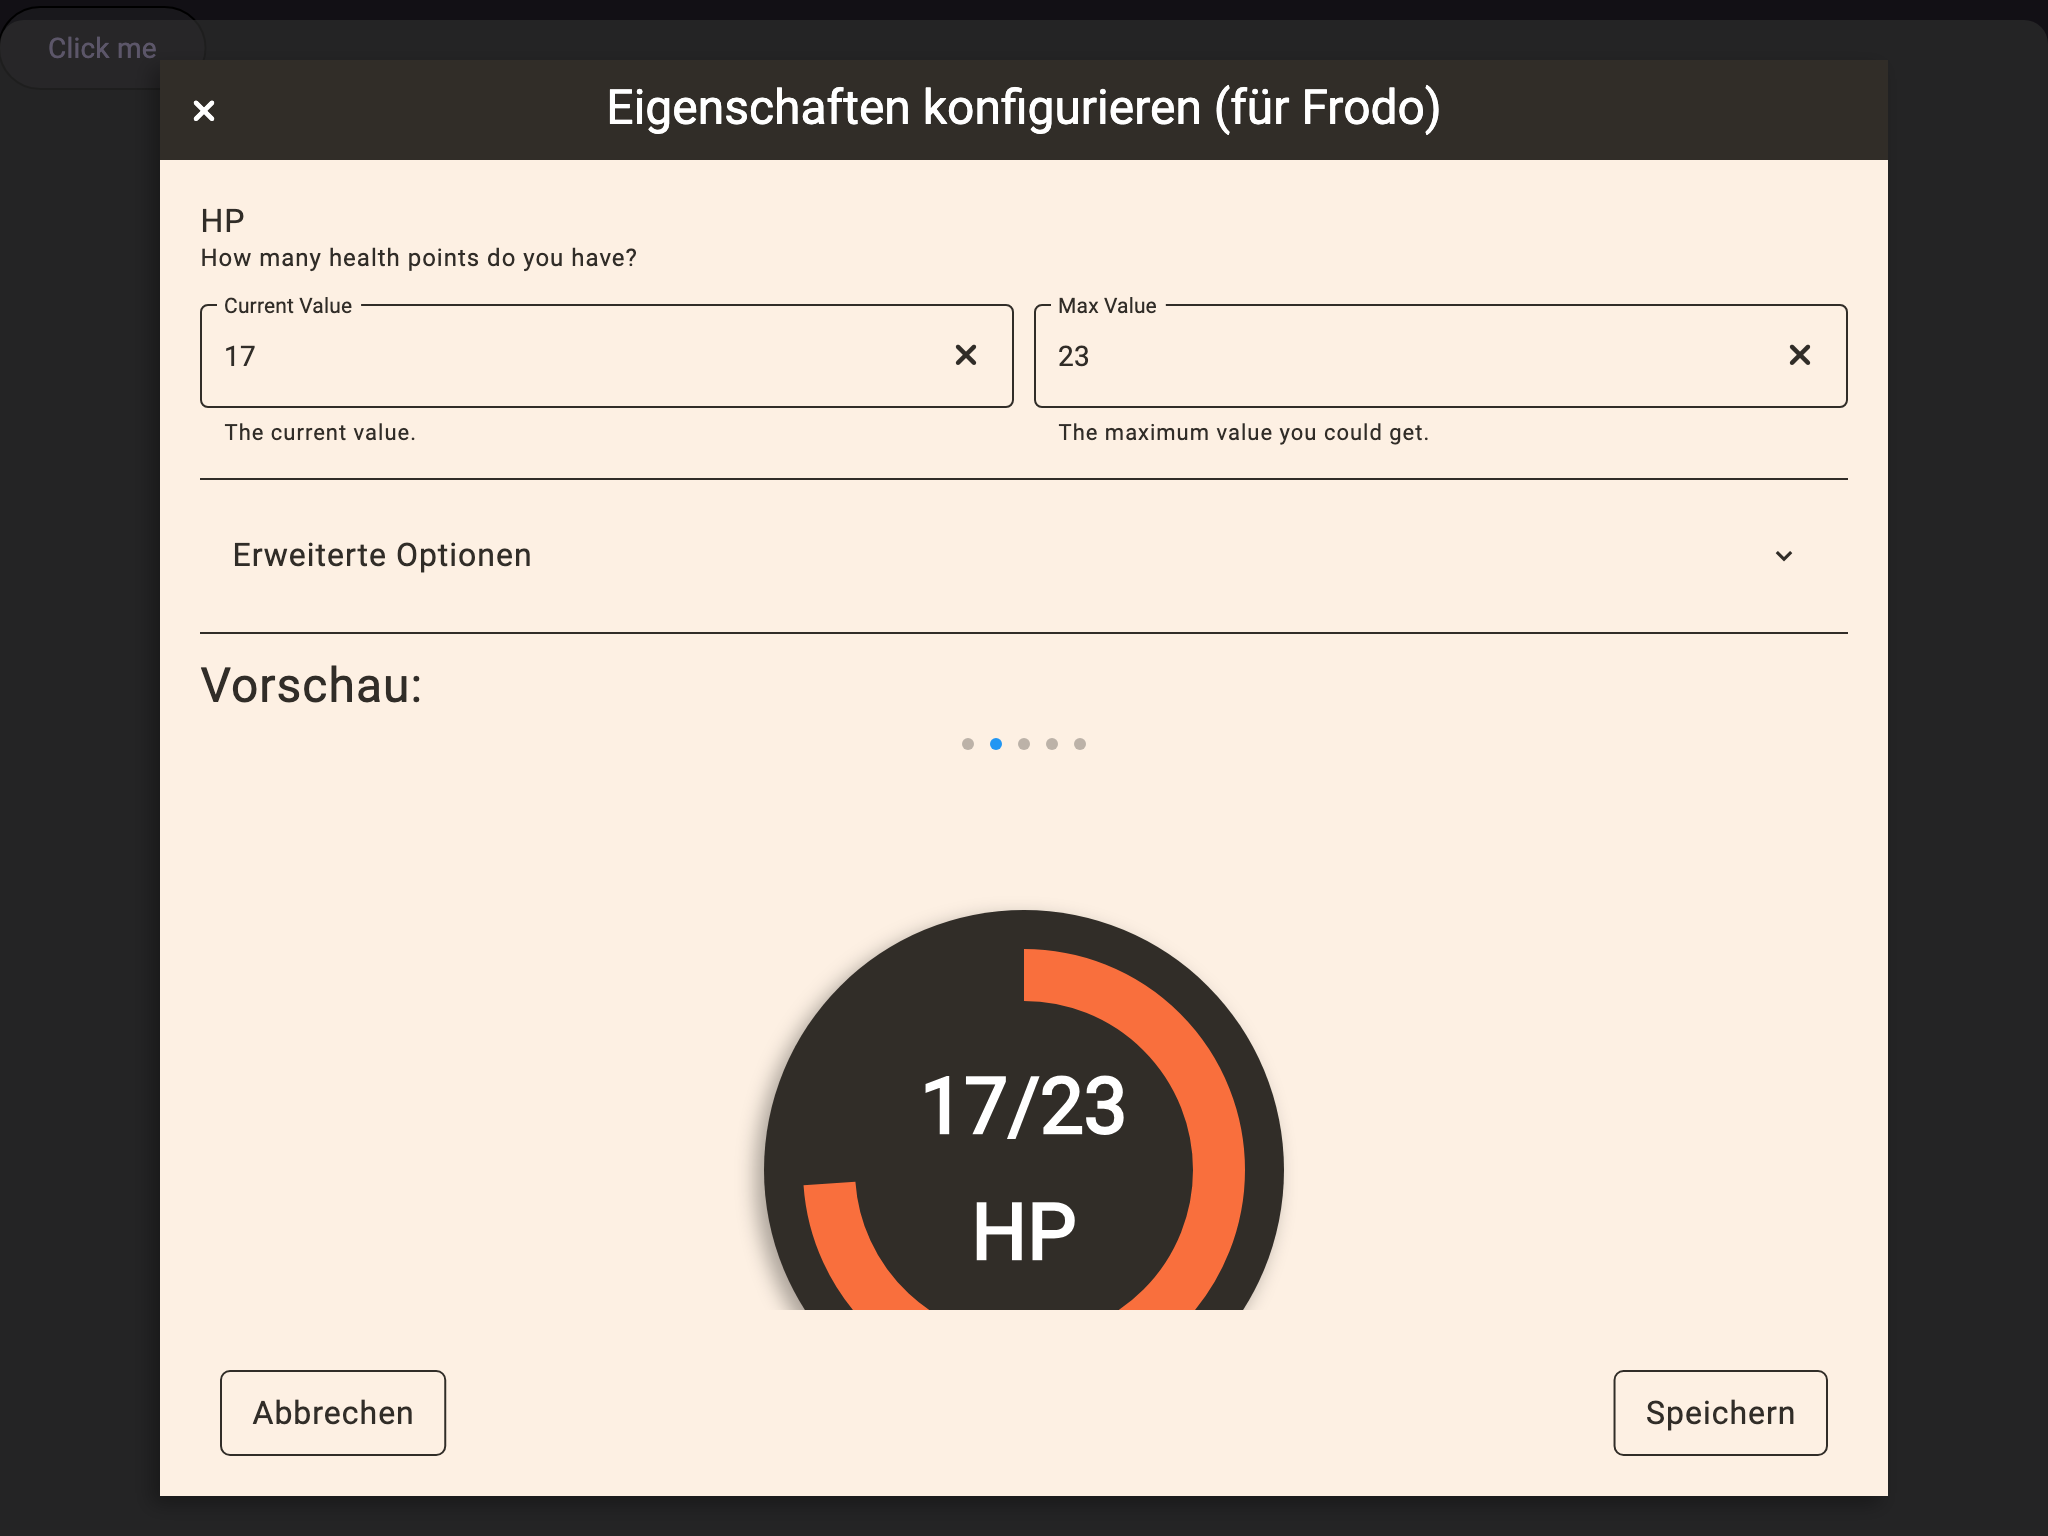 Click me
Eigenschaften konfigurieren (für Frodo)
HP
How many health points do you have?
Current Value
17
The current value.
Max Value
23
The maximum value you could get.
Erweiterte Optionen
Vorschau:
17/23
HP
Abbrechen
Speichern